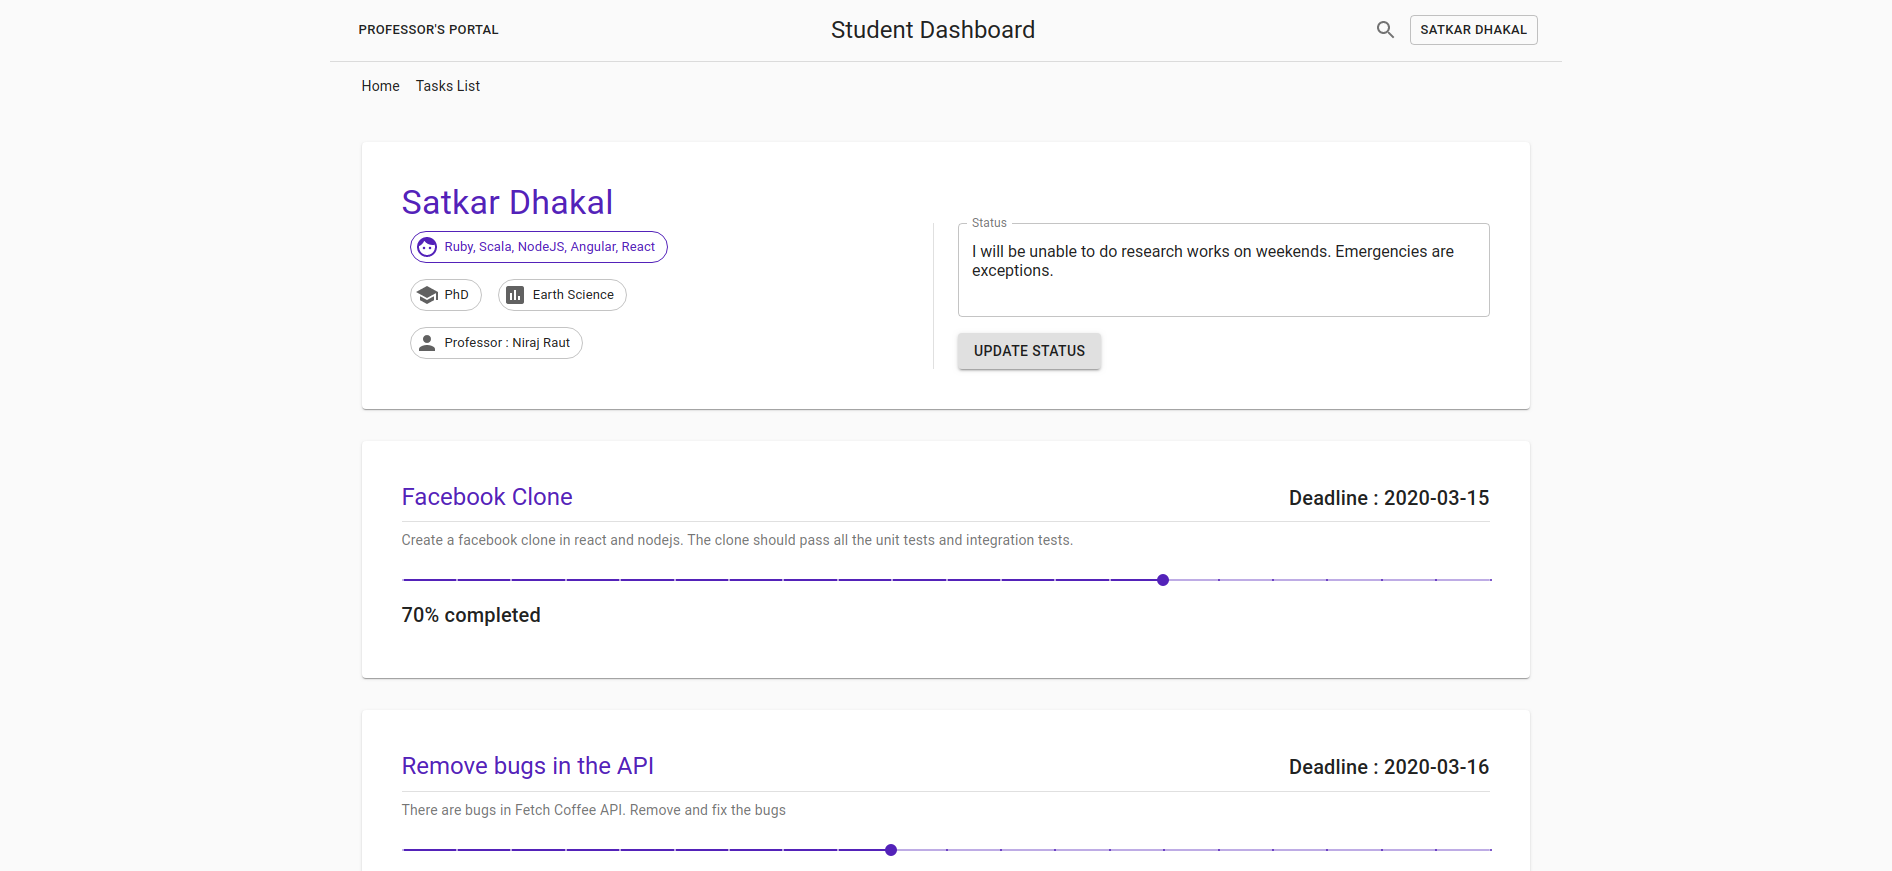 PROFESSOR'S PORTAL
Student Dashboard
SATKAR DHAKAL
Home
Tasks List
Satkar Dhakal
Ruby, Scala, NodeJS, Angular, React
PhD
Earth Science
Professor : Niraj Raut
Status
I will be unable to do research works on weekends. Emergencies are
exceptions.
UPDATE STATUS
Facebook Clone
Deadline : 2020-03-15
Create a facebook clone in react and nodejs. The clone should pass all the unit tests and integration tests.
70% completed
Remove bugs in the API
Deadline : 2020-03-16
There are bugs in Fetch Coffee API. Remove and fix the bugs